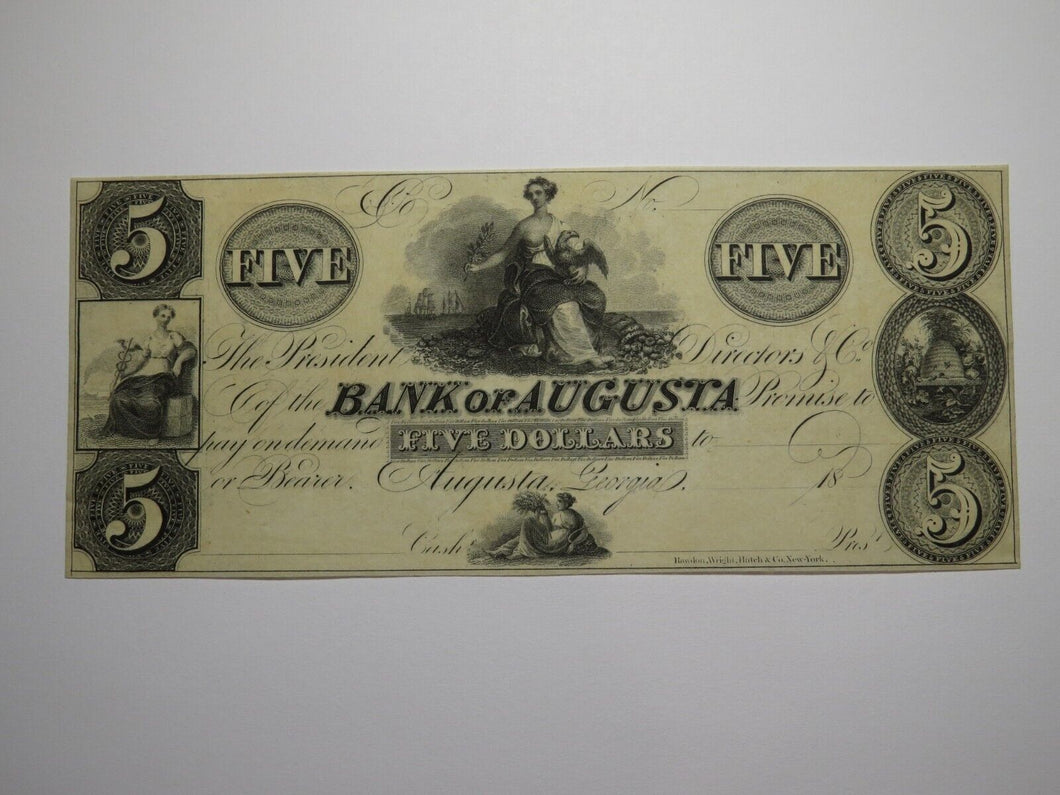 5 C No. 5
FIVE FIVE
The President Directors & Co.
Of the BANK OF AUGUSTA Promise to
pay on demand FIVE DOLLARS to
or Bearer. Augusta, Georgia. 18
5 5
Cash.r Pres.t
Rawdon, Wright, Hatch & Co. New-York.